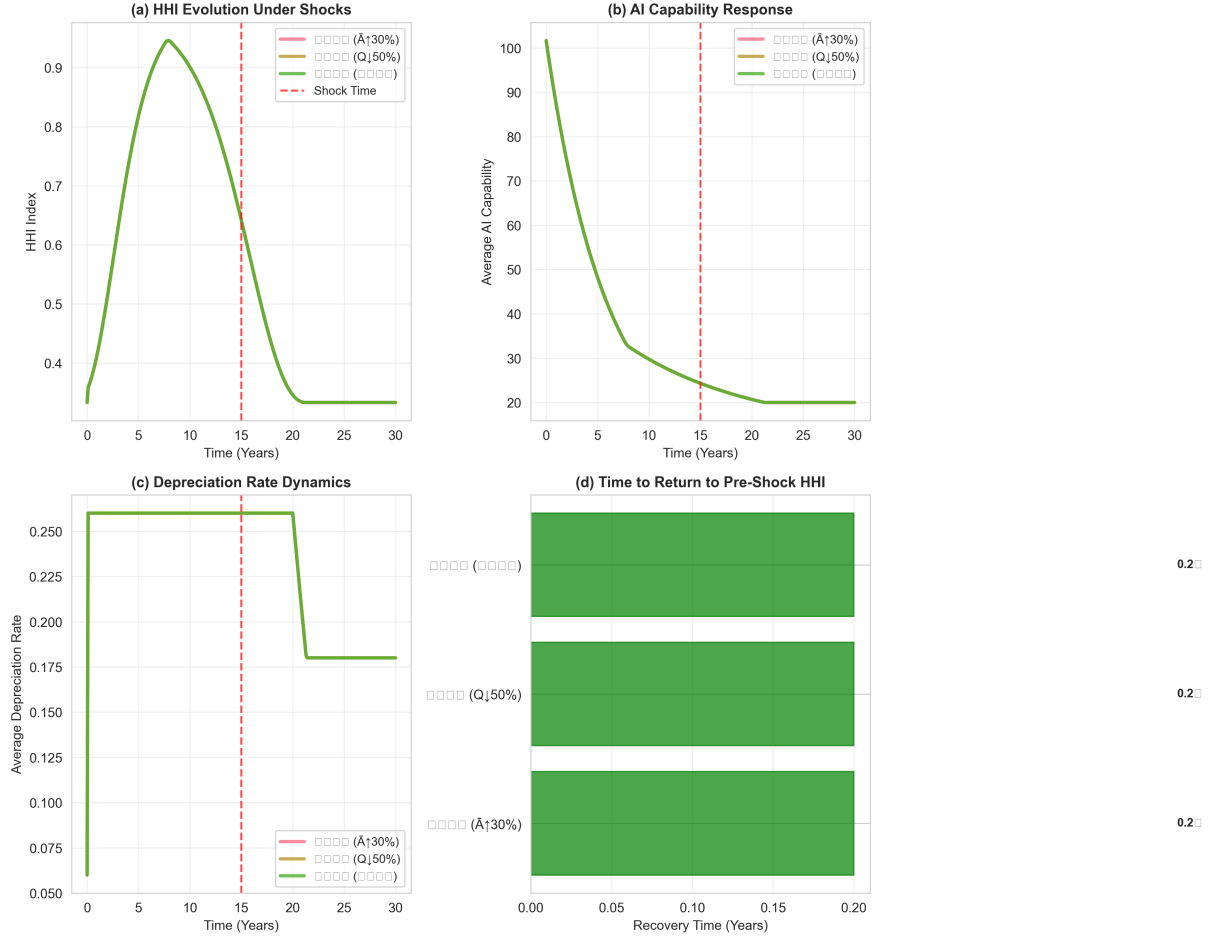 (a) HHI Evolution Under Shocks
HHI Index
0.9
0.8
0.7
0.6
0.5
0.4
(Ā↑30%)
(Q↓50%)
Shock Time
0 5 10 15 20 25 30
Time (Years)
(b) AI Capability Response
Average AI Capability
100
90
80
70
60
50
40
30
20
(Ā↑30%)
(Q↓50%)
0 5 10 15 20 25 30
Time (Years)
(c) Depreciation Rate Dynamics
Average Depreciation Rate
0.250
0.225
0.200
0.175
0.150
0.125
0.100
0.075
0.050
(Ā↑30%)
(Q↓50%)
0 5 10 15 20 25 30
Time (Years)
(d) Time to Return to Pre-Shock HHI
0.2
(Q↓50%) 0.2
(Ā↑30%) 0.2
0.00 0.05 0.10 0.15 0.20
Recovery Time (Years)